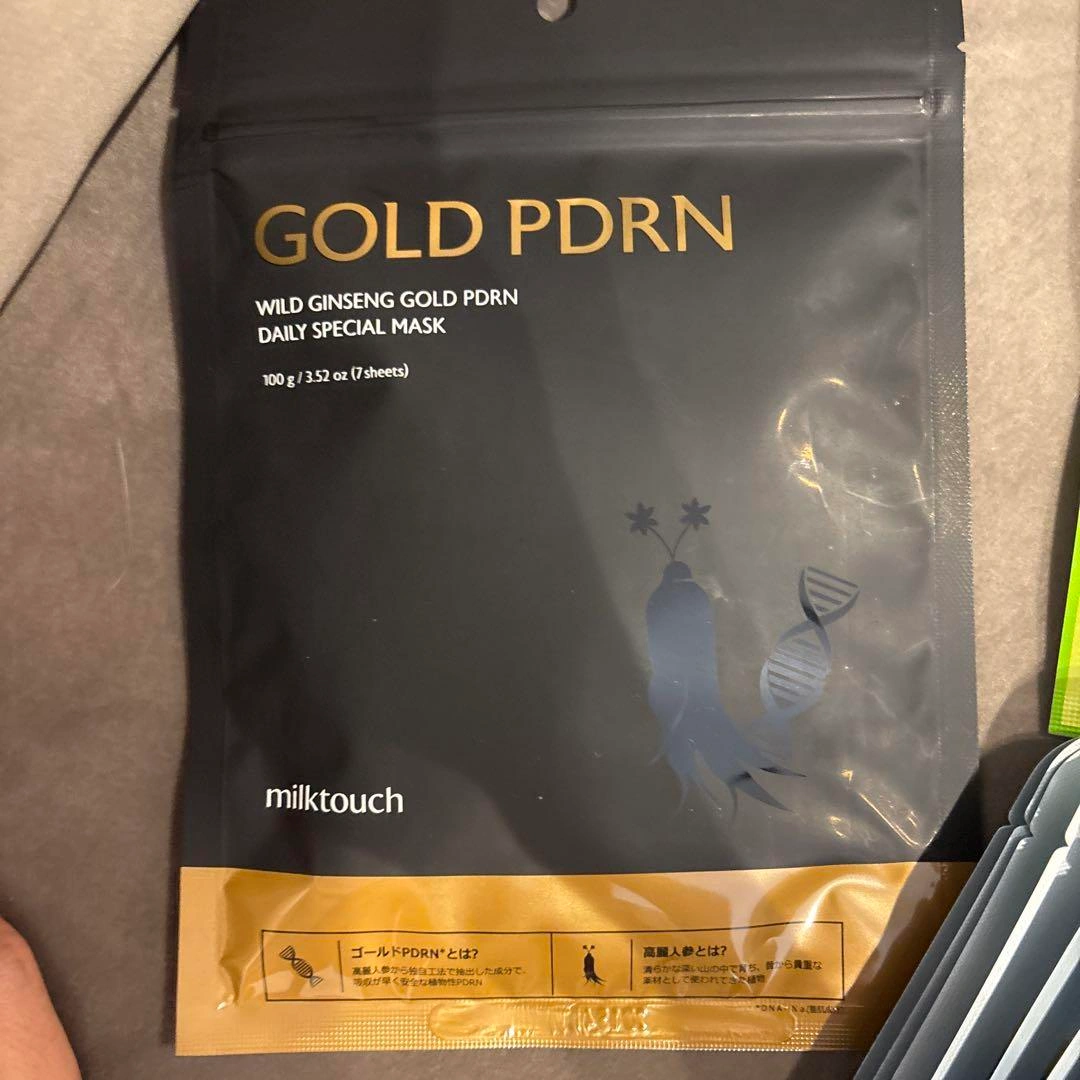 GOLD PDRN
WILD GINSENG GOLD PDRN
DAILY SPECIAL MASK
100 g / 3.52 oz (7 sheets)
milktouch
ゴールドPDRN*とは?
高麗人参から独自工法で抽出した成分で、
吸収が早く安全な植物性PDRN
高麗人参とは?
清らかな深い山の中で育ち、昔から貴重な
薬材として使われてきた植物
*DNA-Na